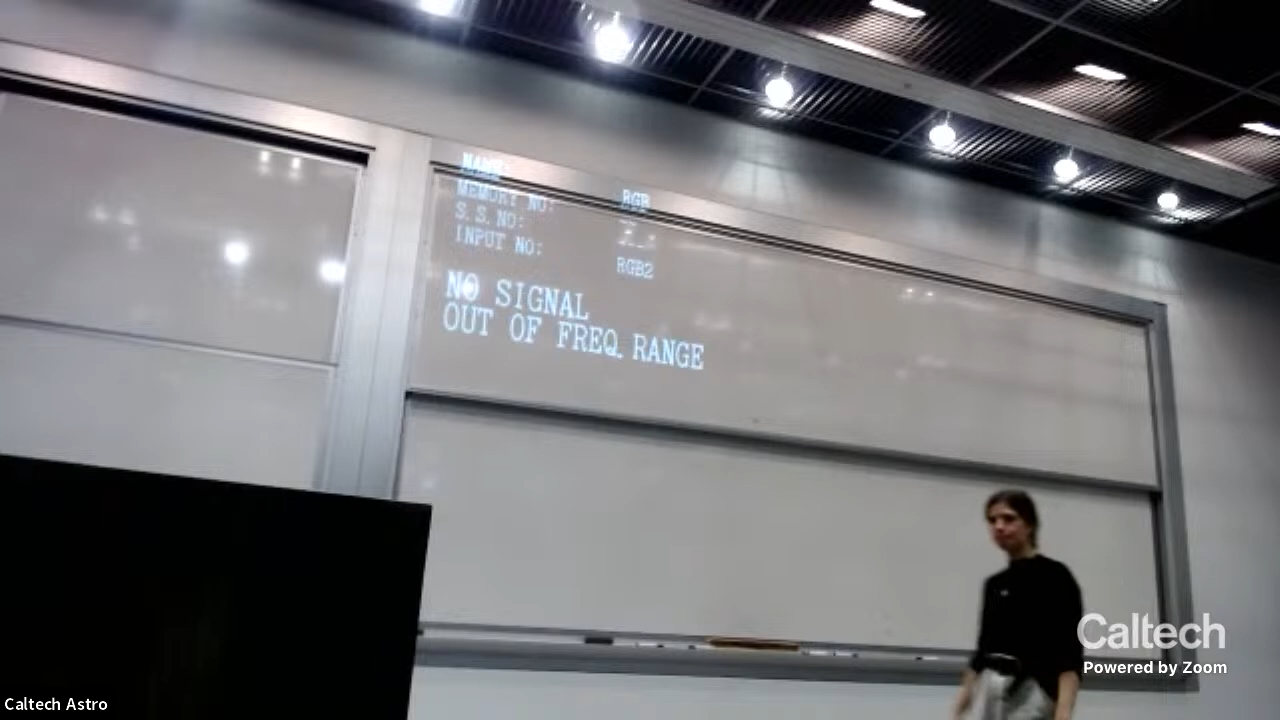 NAME
MEMORY NO:
RGB
S.S.NO:
INPUT NO:
RGB2
NO SIGNAL
OUT OF FREQ. RANGE
Caltech
Powered by Zoom
Caltech Astro